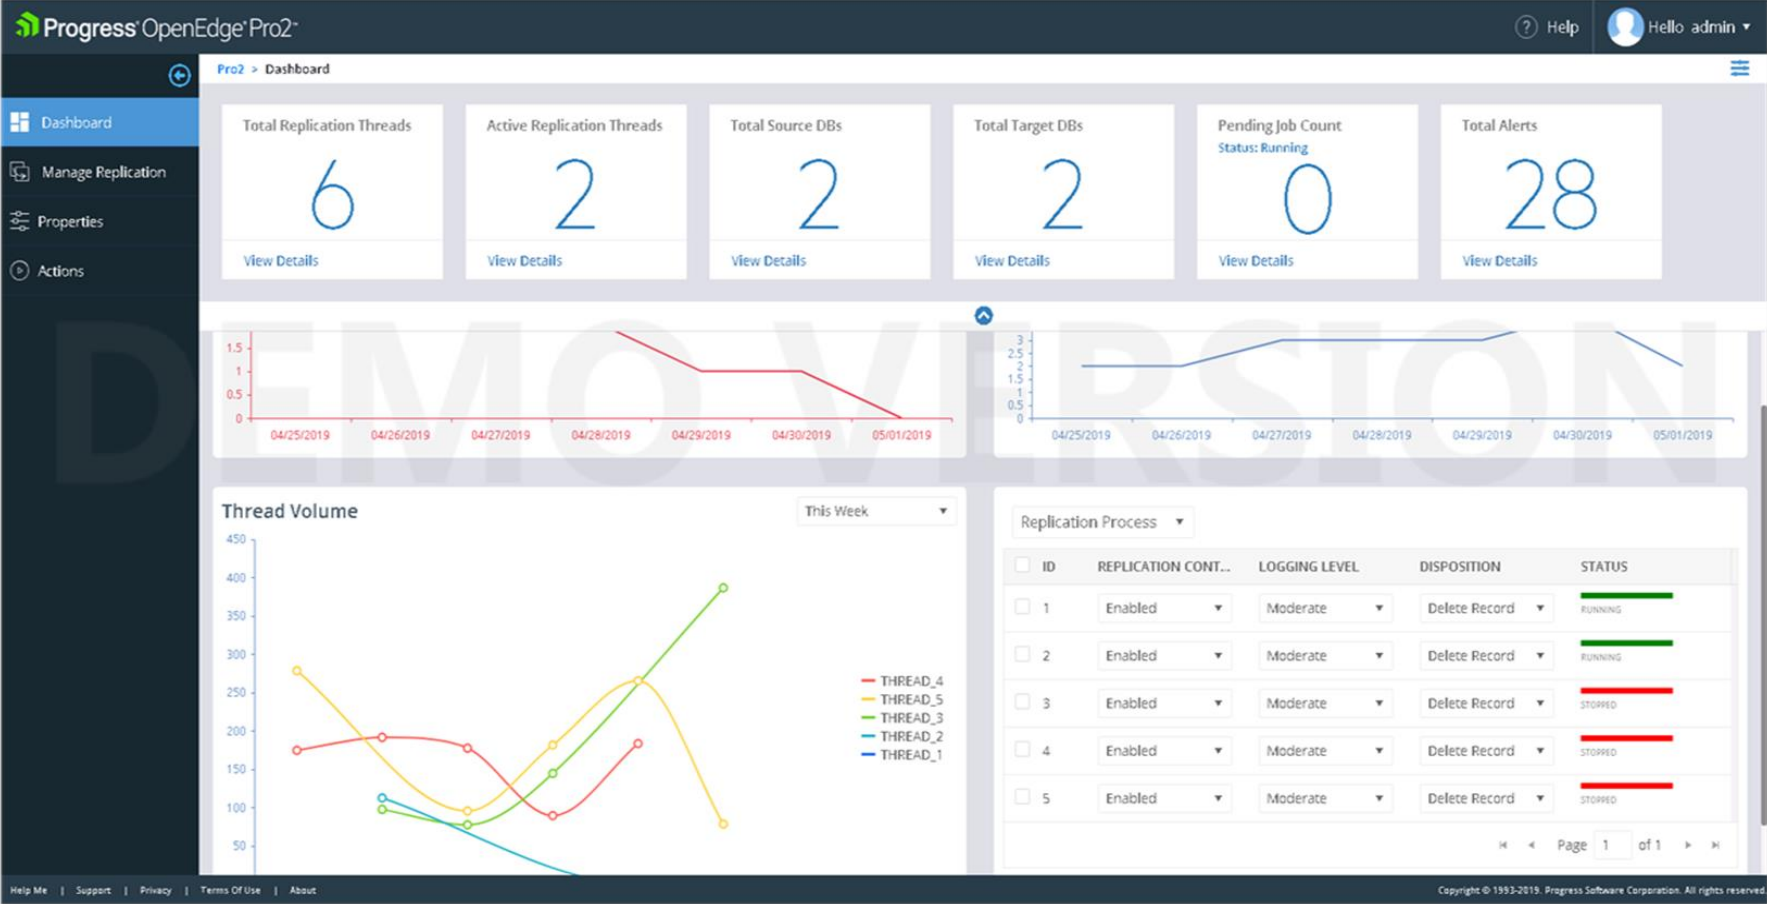 Progress OpenEdge Pro2
Help
Hello admin
Pro2 > Dashboard
Dashboard
Manage Replication
Properties
Actions
Total Replication Threads
6
View Details
Active Replication Threads
2
View Details
Total Source DBs
2
View Details
Total Target DBs
2
View Details
Pending Job Count
Status: Running
0
View Details
Total Alerts
28
View Details
DEMO VERSION
1.5
1
0.5
0
04/25/2019 04/26/2019 04/27/2019 04/28/2019 04/29/2019 04/30/2019 05/01/2019
3
2.5
2
1.5
1
0.5
0
04/25/2019 04/26/2019 04/27/2019 04/28/2019 04/29/2019 04/30/2019 05/01/2019
Thread Volume
This Week
450
400
350
300
250
200
150
100
50
THREAD_4
THREAD_5
THREAD_3
THREAD_2
THREAD_1
Replication Process
ID REPLICATION CONT... LOGGING LEVEL DISPOSITION STATUS
1 Enabled Moderate Delete Record RUNNING
2 Enabled Moderate Delete Record RUNNING
3 Enabled Moderate Delete Record STOPPED
4 Enabled Moderate Delete Record STOPPED
5 Enabled Moderate Delete Record STOPPED
Page 1 of 1
Help Me | Support | Privacy | Terms Of Use | About
Copyright © 1993-2019. Progress Software Corporation. All rights reserved.